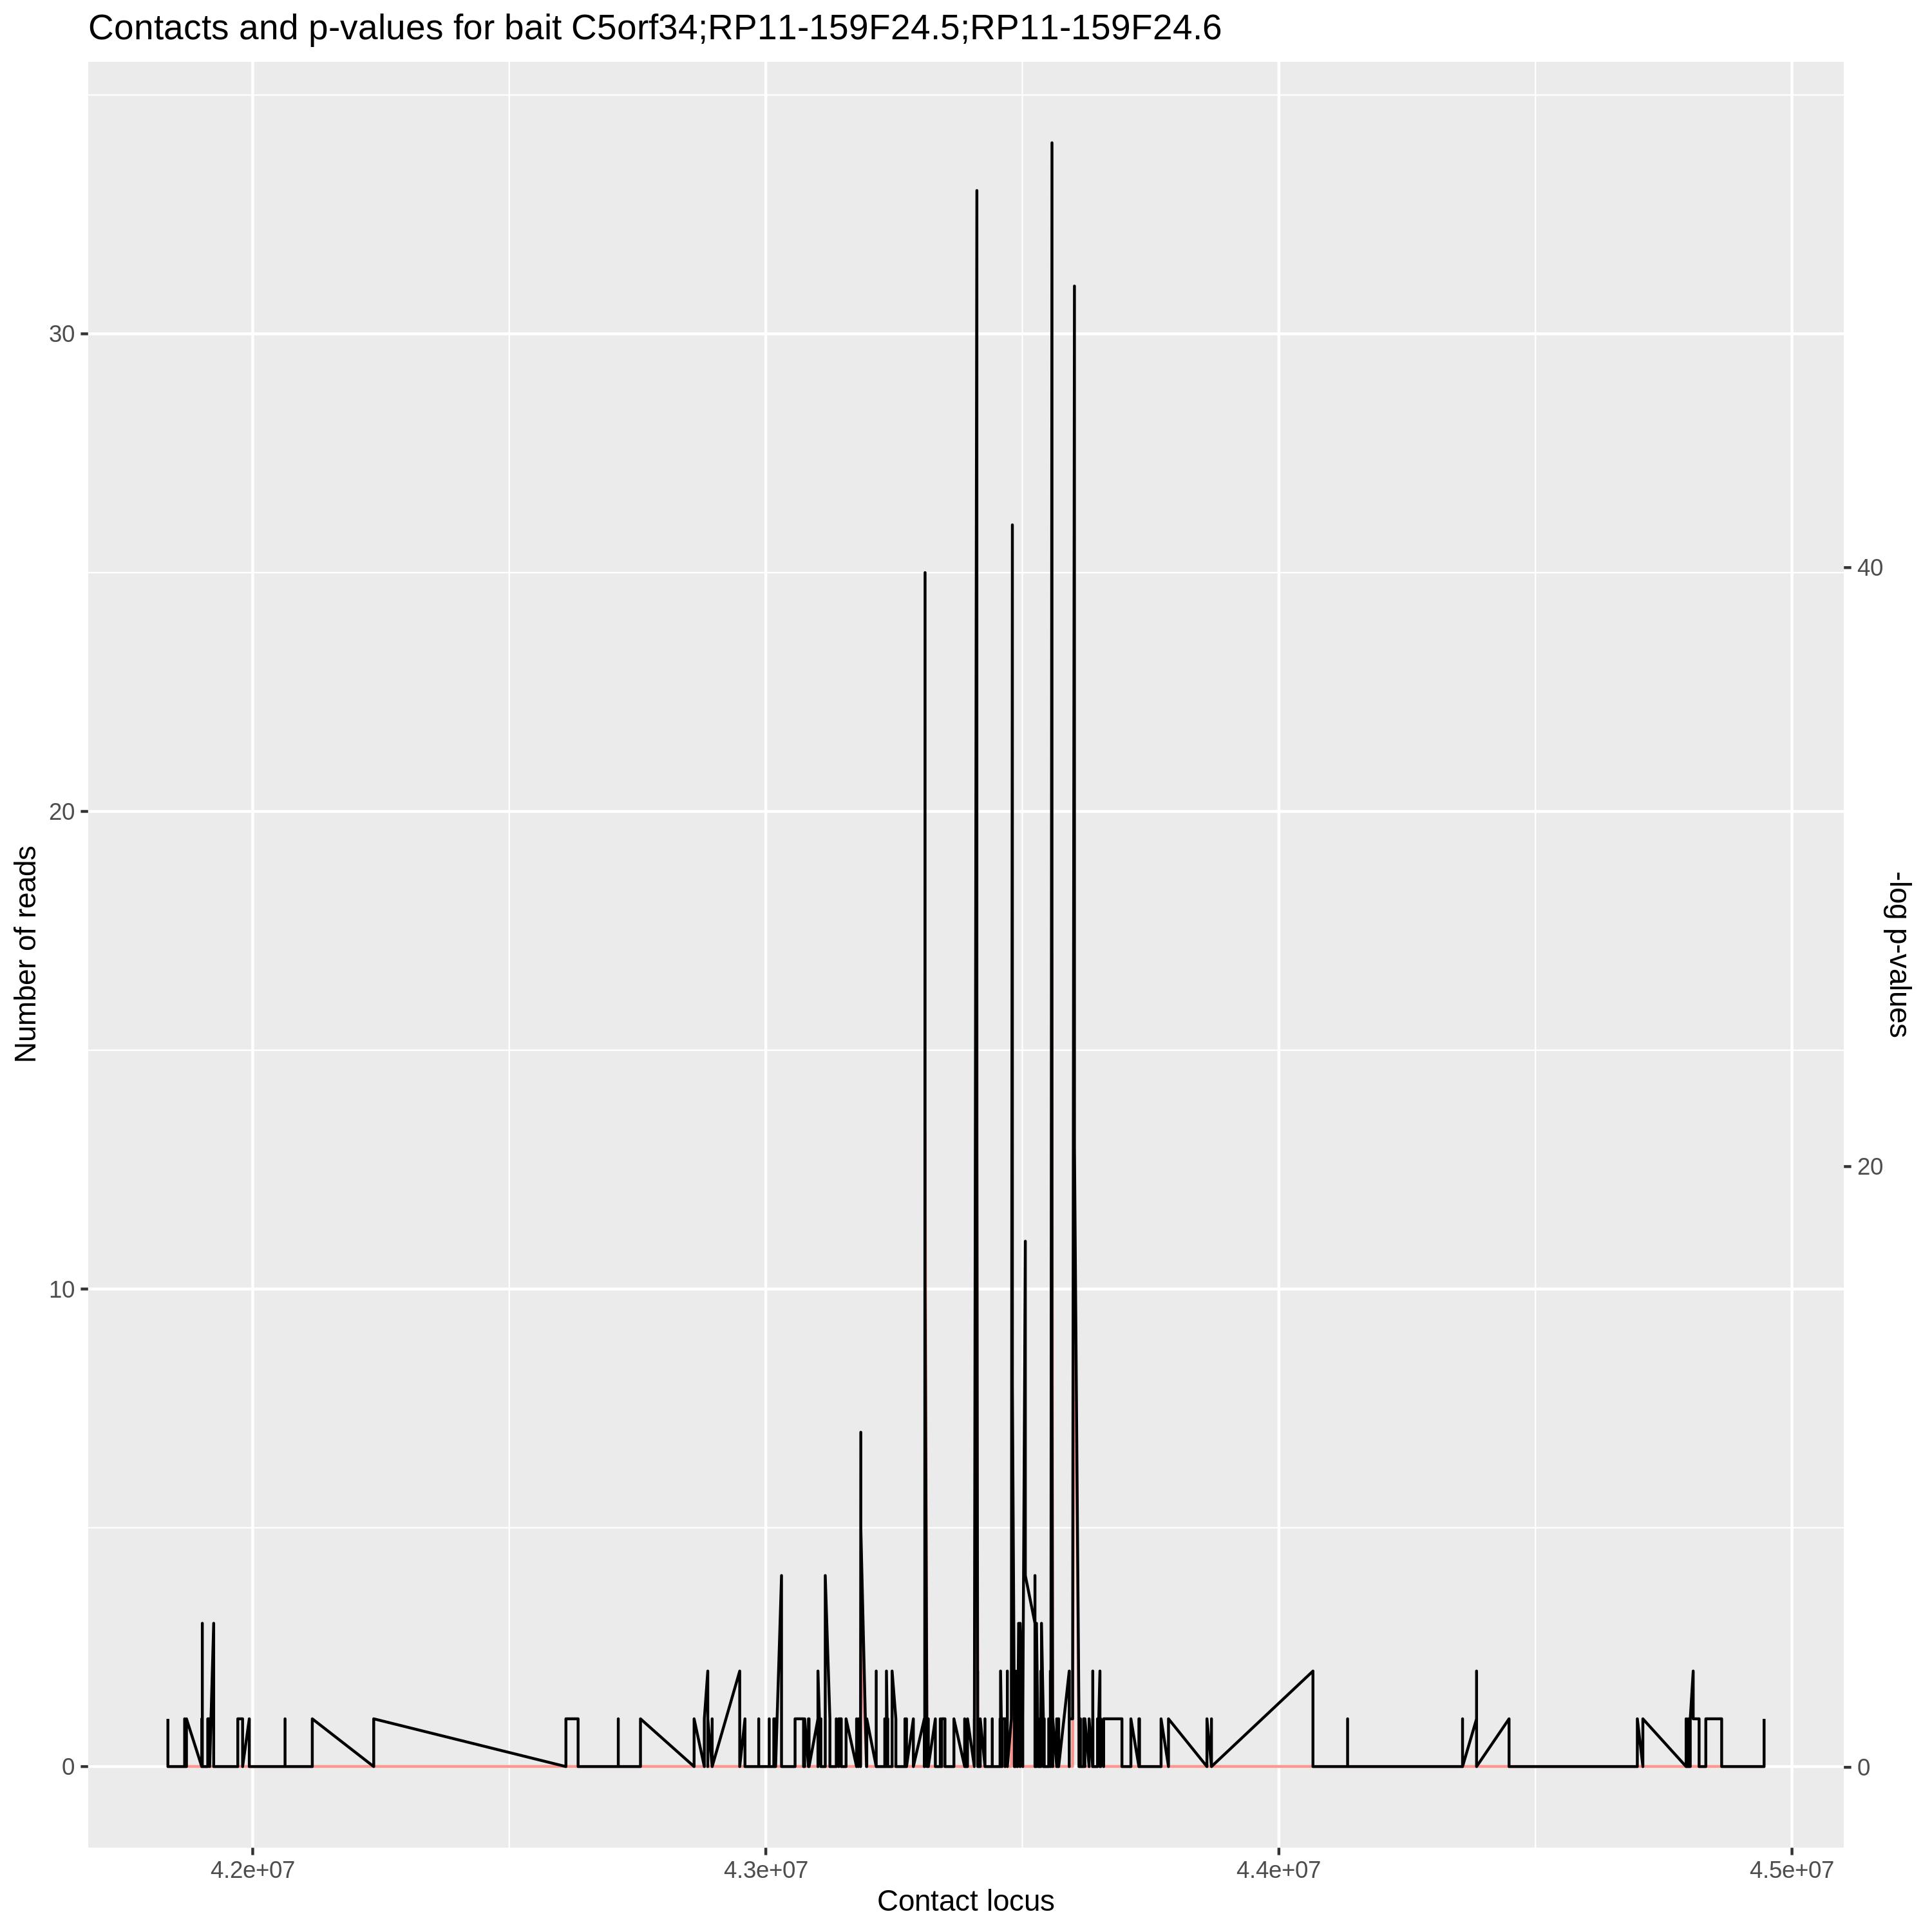 Contacts and p-values for bait C5orf34;RP11-159F24.5;RP11-159F24.6
30
20
10
0
Number of reads
40
20
0
-log p-values
4.2e+07
4.3e+07
4.4e+07
4.5e+07
Contact locus